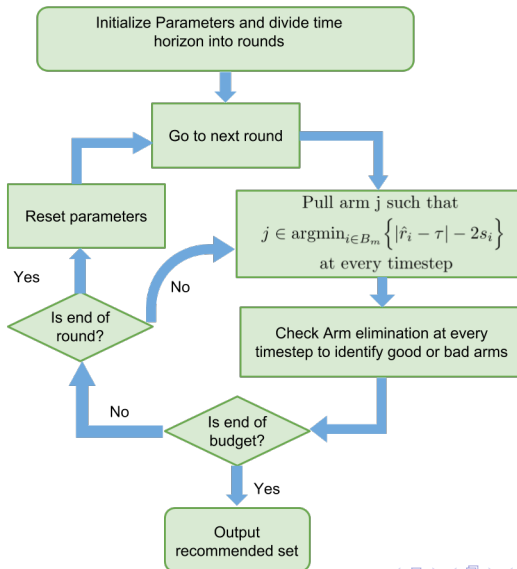 Initialize Parameters and divide time
horizon into rounds
Go to next round
Pull arm j such that
j ∈ argmin_{i∈B_m}{|r̂_i − τ| − 2s_i}
at every timestep
Reset parameters
Yes
No
Is end of
round?
Check Arm elimination at every
timestep to identify good or bad arms
No
Is end of
budget?
Yes
Output
recommended set